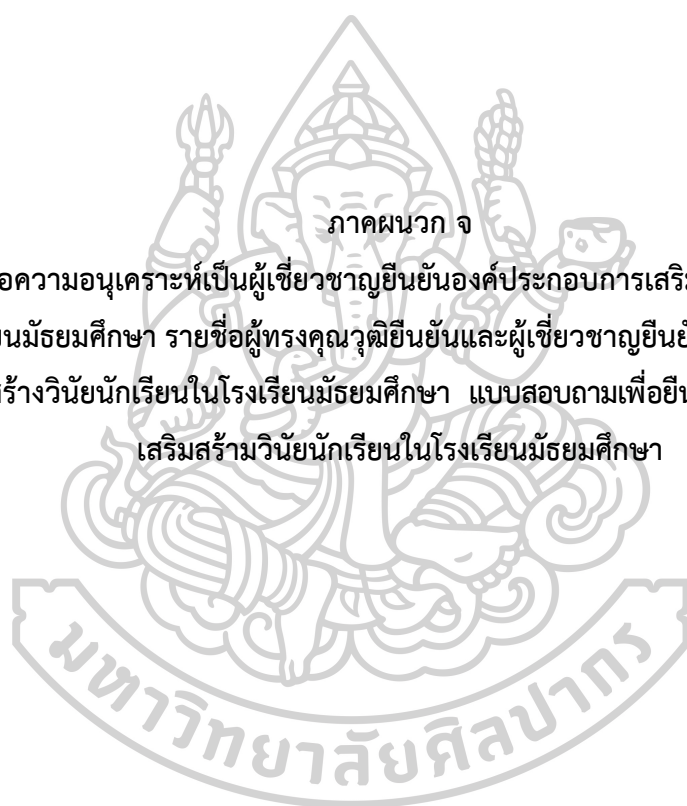 ภาคผนวก จ
อความอนุเคราะห์เป็นผู้เชี่ยวชาญยืนยันองค์ประกอบการเสริม
ยนมัธยมศึกษา รายชื่อผู้ทรงคุณวุฒิยืนยันและผู้เชี่ยวชาญยืนยั
ร้างวินัยนักเรียนในโรงเรียนมัธยมศึกษา แบบสอบถามเพื่อยืน
เสริมสร้ามวินัยนักเรียนในโรงเรียนมัธยมศึกษา
มหาวิทยาลัยศิลปากร